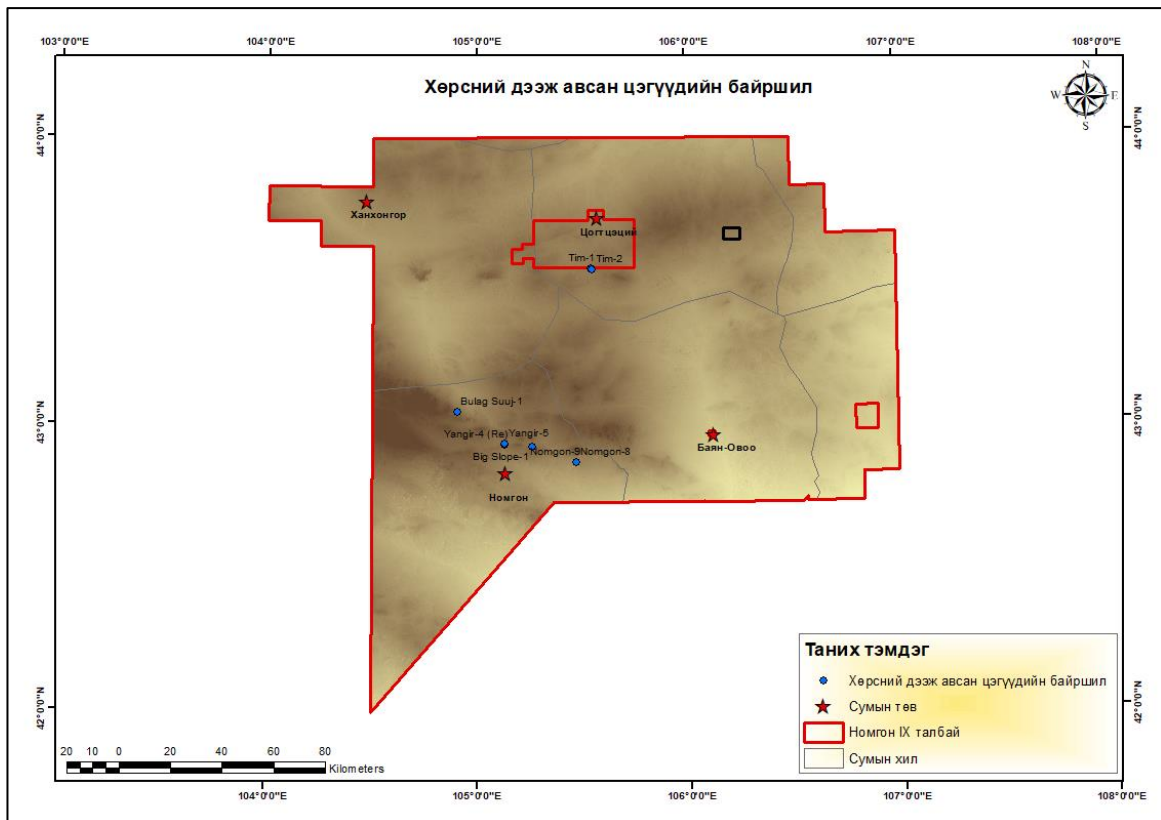 103°0'0"E 104°0'0"E 105°0'0"E 106°0'0"E 107°0'0"E 108°0'0"E
Хөрсний дээж авсан цэгүүдийн байршил
N
W E
S
44°0'0"N 44°0'0"N
Ханхонгор
Цогтцэций
Tim-1 Tim-2
43°0'0"N 43°0'0"N
Bulag Suuj-1
Yangir-4 (Re) Yangir-5
Баян-Овоо
Big Slope-1 Nomgon-9 Nomgon-8
Номгон
Таних тэмдэг
Хөрсний дээж авсан цэгүүдийн байршил
Сумын төв
Номгон IX талбай
Сумын хил
42°0'0"N 42°0'0"N
20 10 0 20 40 60 80
Kilometers
104°0'0"E 105°0'0"E 106°0'0"E 107°0'0"E 108°0'0"E